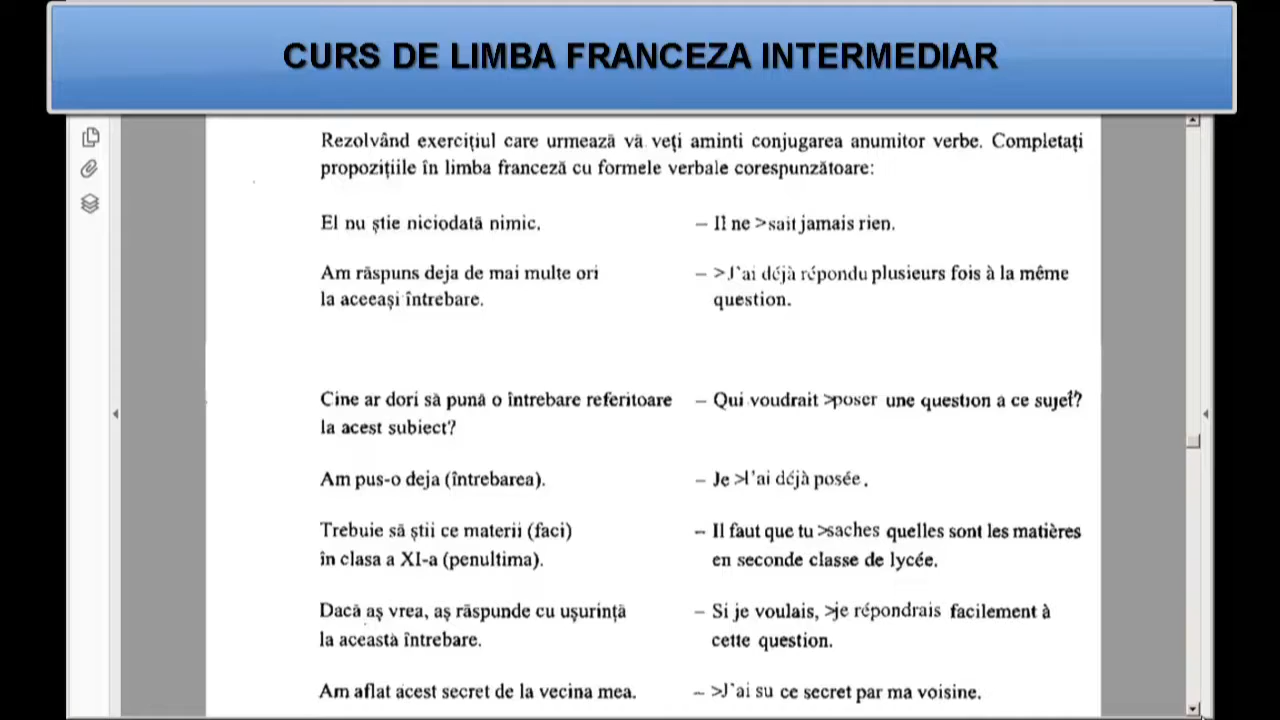 CURS DE LIMBA FRANCEZA INTERMEDIAR
Rezolvând exercițiul care urmează vă veți aminti conjugarea anumitor verbe. Completați
propozițiile în limba franceză cu formele verbale corespunzătoare:
El nu știe niciodată nimic. – Il ne >sait jamais rien.
Am răspuns deja de mai multe ori – >J'ai déjà répondu plusieurs fois à la même
la aceeași întrebare. question.
Cine ar dori să pună o întrebare referitoare – Qui voudrait >poser une question a ce sujet?
la acest subiect?
Am pus-o deja (întrebarea). – Je >l'ai déjà posée.
Trebuie să știi ce materii (faci) – Il faut que tu >saches quelles sont les matières
în clasa a XI-a (penultima). en seconde classe de lycée.
Dacă aș vrea, aș răspunde cu ușurință – Si je voulais, >je répondrais facilement à
la această întrebare. cette question.
Am aflat acest secret de la vecina mea. – >J'ai su ce secret par ma voisine.